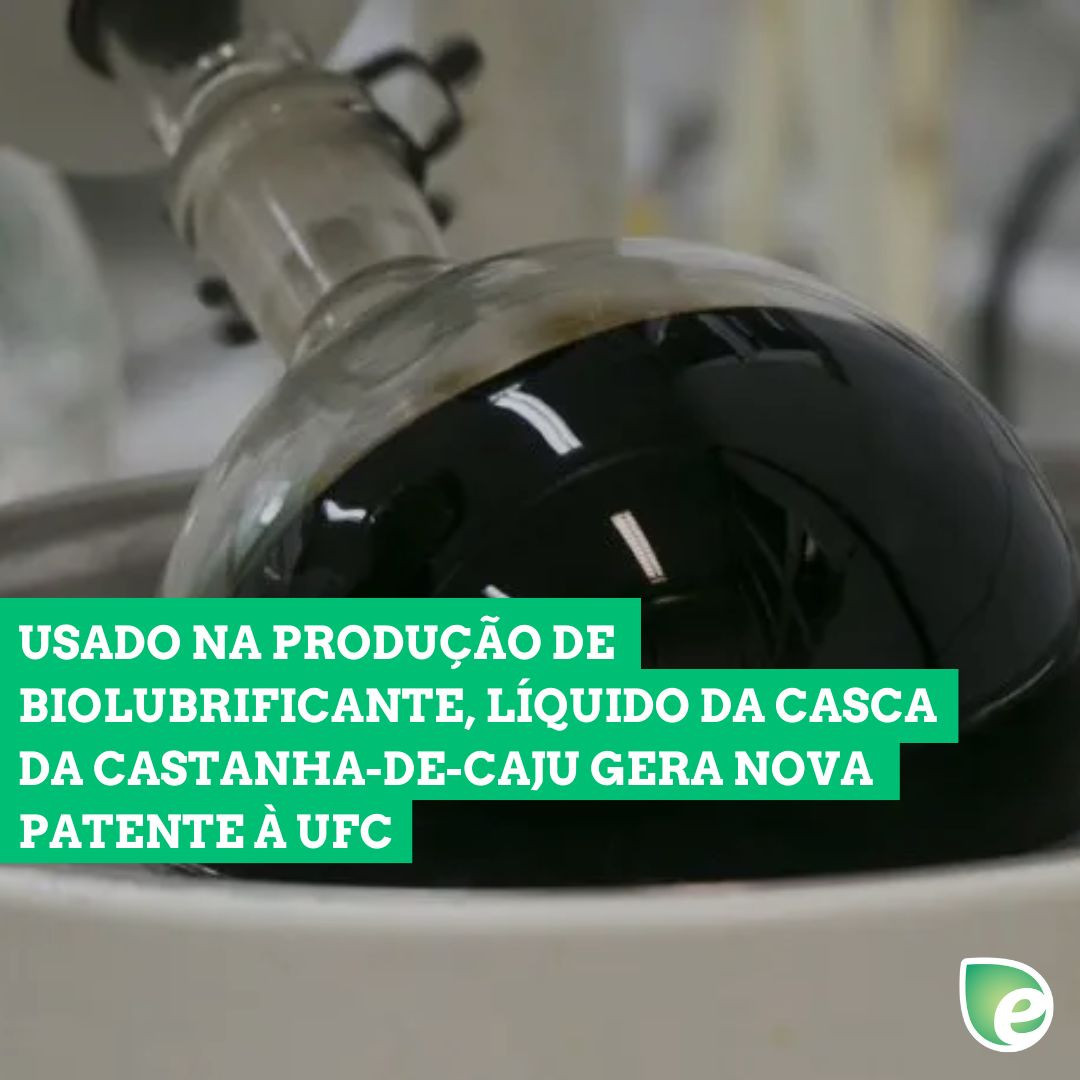 USADO NA PRODUÇÃO DE
BIOLUBRIFICANTE, LÍQUIDO DA CASCA
DA CASTANHA-DE-CAJU GERA NOVA
PATENTE À UFC
e